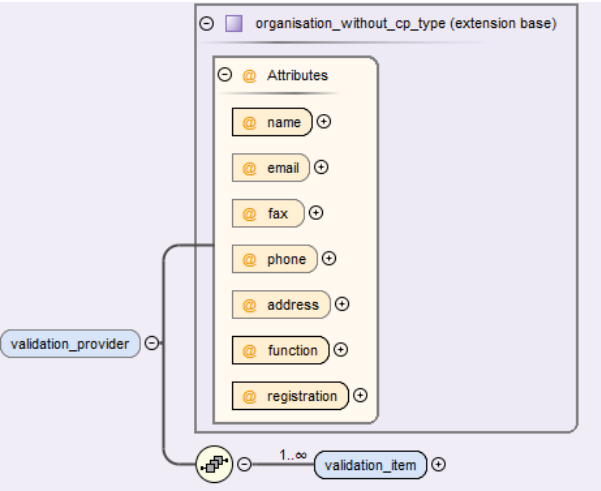 organisation_without_cp_type (extension base)
@ Attributes
@ name
@ email
@ fax
@ phone
@ address
@ function
@ registration
validation_provider
1..∞
validation_item